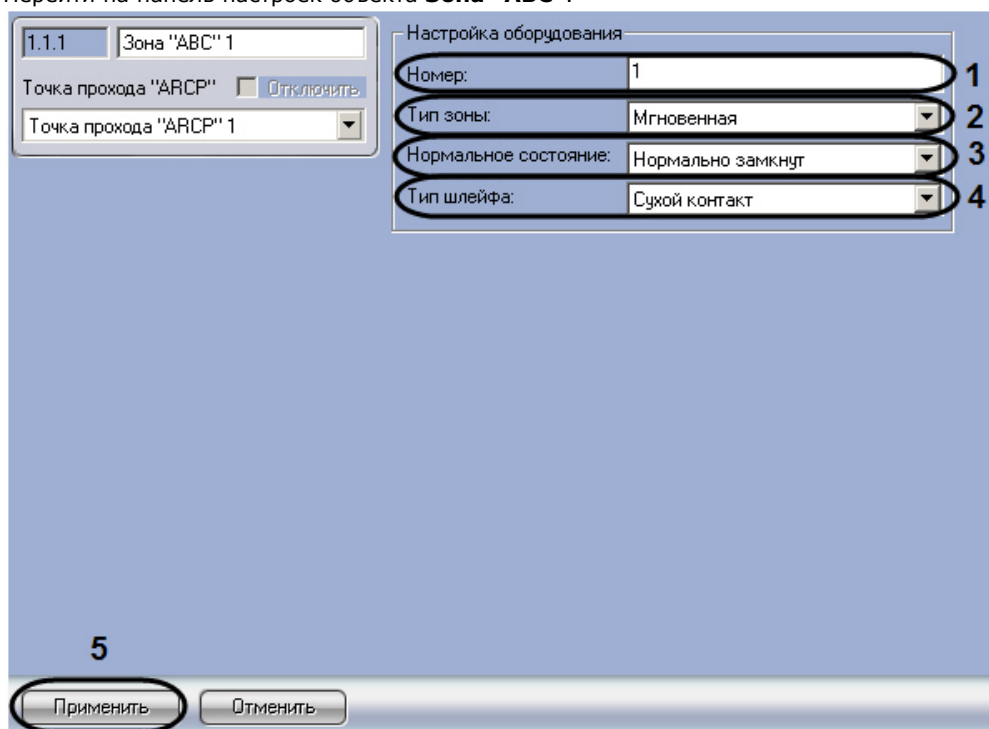 Перейти на панель настроек объекта Зона "ABC".
1.1.1 Зона "ABC" 1
Точка прохода "ARCP" Отключить
Точка прохода "ARCP" 1
Настройка оборудования
Номер: 1 1
Тип зоны: Мгновенная 2
Нормальное состояние: Нормально замкнут 3
Тип шлейфа: Сухой контакт 4
5
Применить Отменить